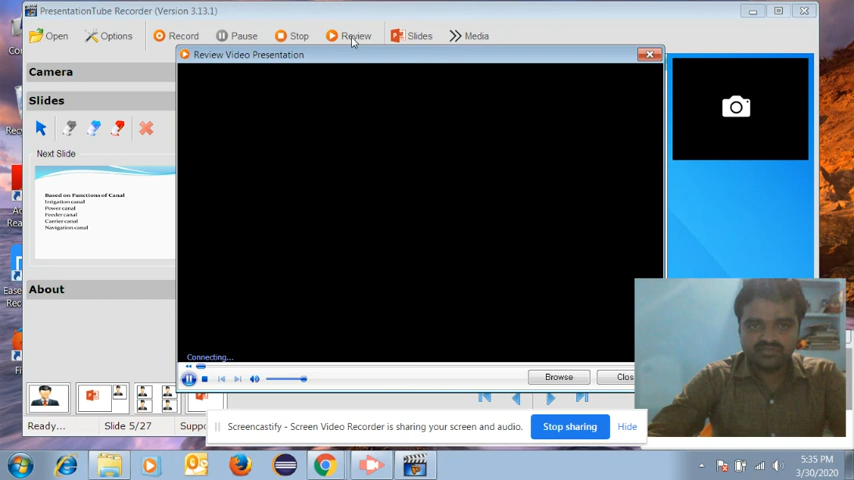 PresentationTube Recorder (Version 3.13.1)
Open Options Record Pause Stop Review Slides Media
Review Video Presentation
Camera
Slides
Next Slide
Based on Functions of Canal
Irrigation canal
Power canal
Feeder canal
Carrier canal
Navigation canal
About
Connecting...
Browse
Clos
Ready...
Slide 5/27
Suppo
Screencastify - Screen Video Recorder is sharing your screen and audio.
Stop sharing
Hide
5:35 PM
3/30/2020